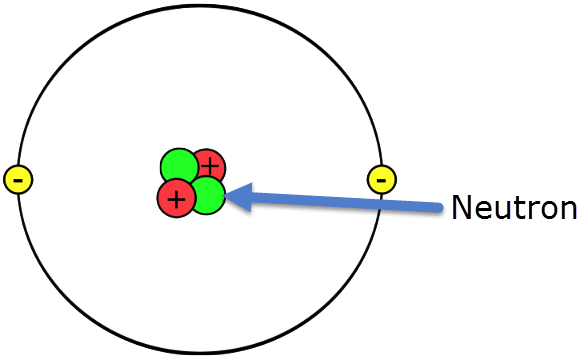 +
- -
+
Neutron